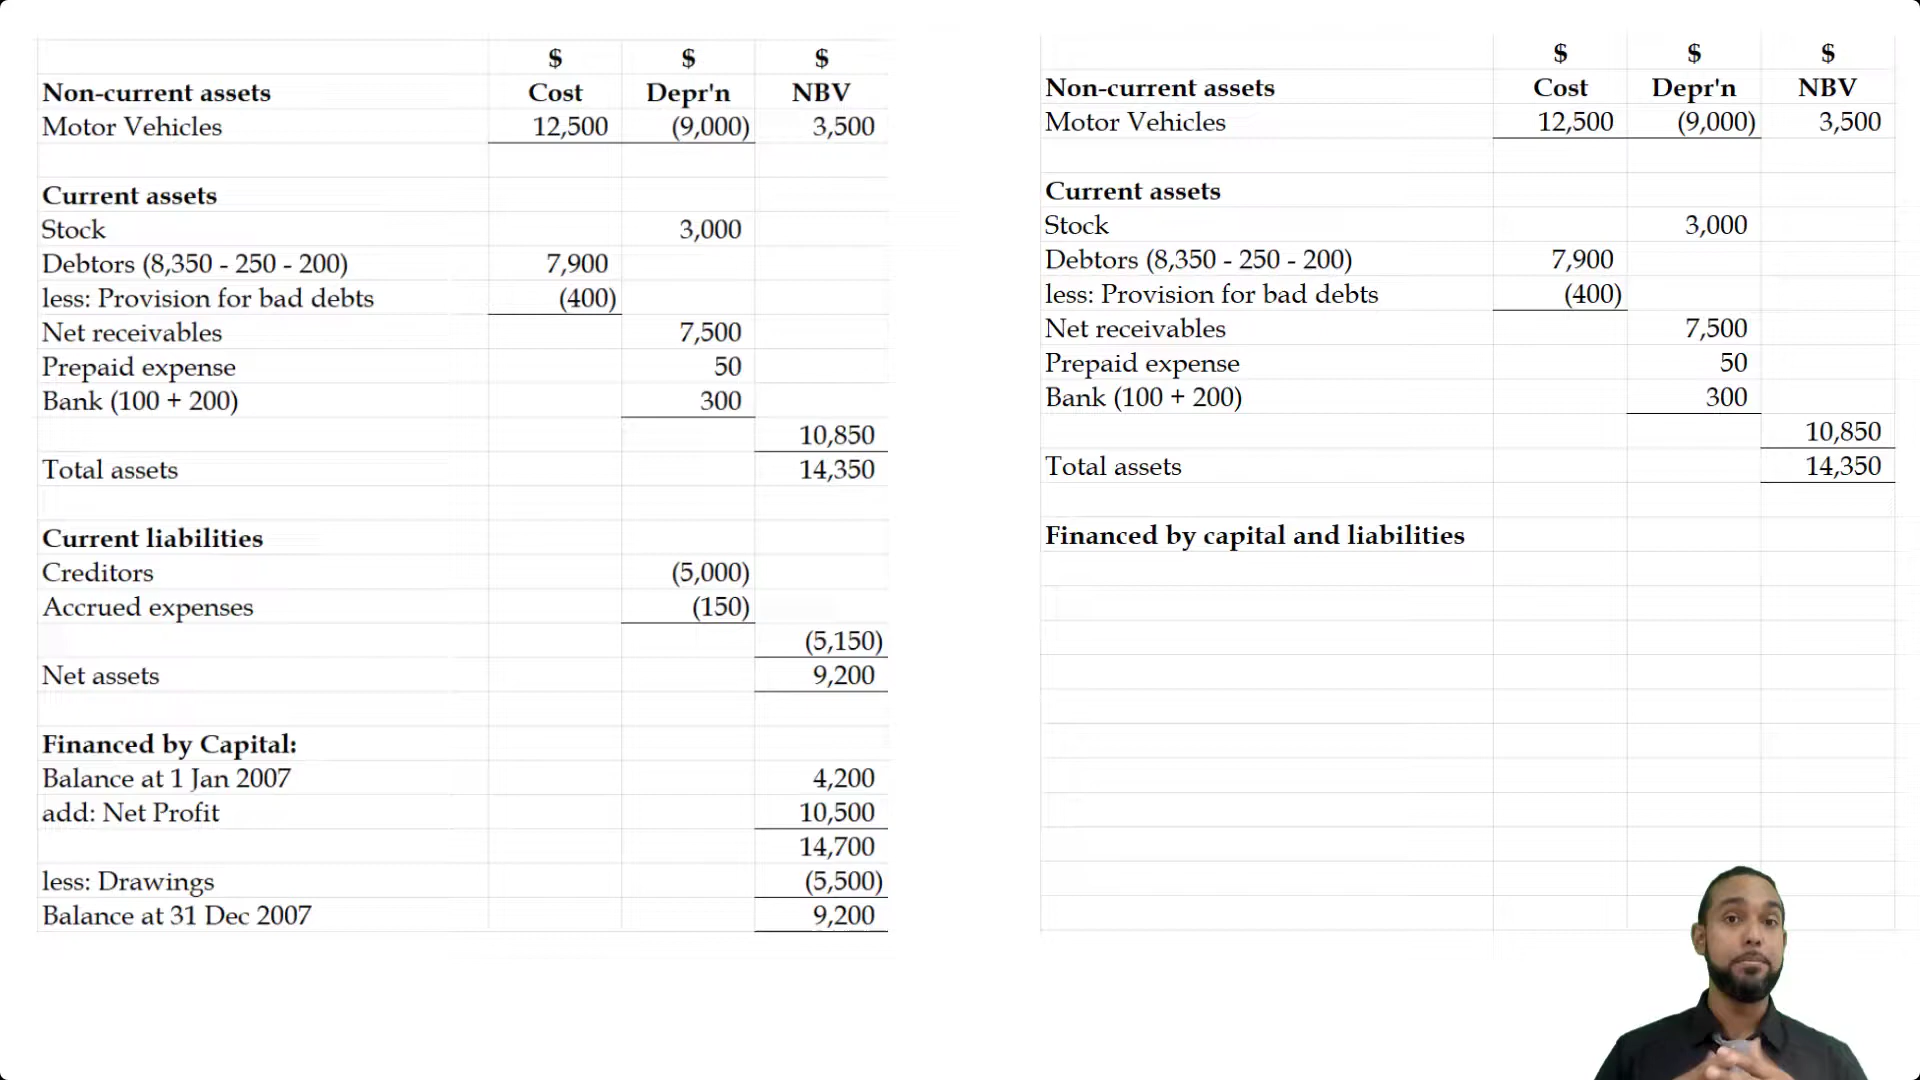 $ $ $
Non-current assets Cost Depr'n NBV
Motor Vehicles 12,500 (9,000) 3,500
Current assets
Stock 3,000
Debtors (8,350 - 250 - 200) 7,900
less: Provision for bad debts (400)
Net receivables 7,500
Prepaid expense 50
Bank (100 + 200) 300
10,850
Total assets 14,350
Current liabilities
Creditors (5,000)
Accrued expenses (150)
(5,150)
Net assets 9,200
Financed by Capital:
Balance at 1 Jan 2007 4,200
add: Net Profit 10,500
14,700
less: Drawings (5,500)
Balance at 31 Dec 2007 9,200
$ $ $
Non-current assets Cost Depr'n NBV
Motor Vehicles 12,500 (9,000) 3,500
Current assets
Stock 3,000
Debtors (8,350 - 250 - 200) 7,900
less: Provision for bad debts (400)
Net receivables 7,500
Prepaid expense 50
Bank (100 + 200) 300
10,850
Total assets 14,350
Financed by capital and liabilities